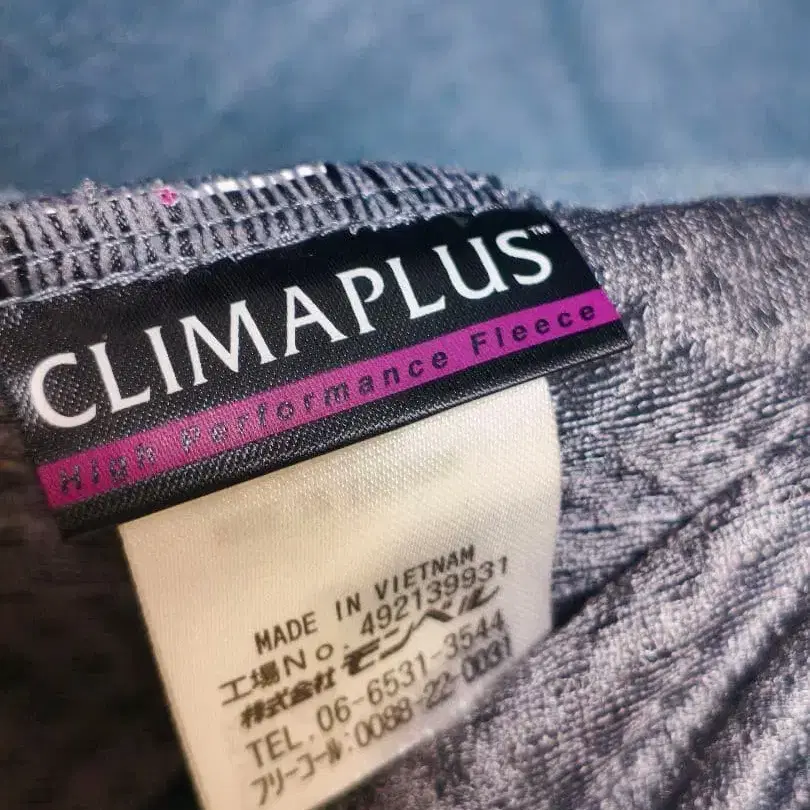 CLIMAPLUS™
High Performance Fleece
MADE IN VIETNAM
工場No. 492139931
株式会社モンベル
TEL.06-6531-3544
フリーコール:0088-22-0031